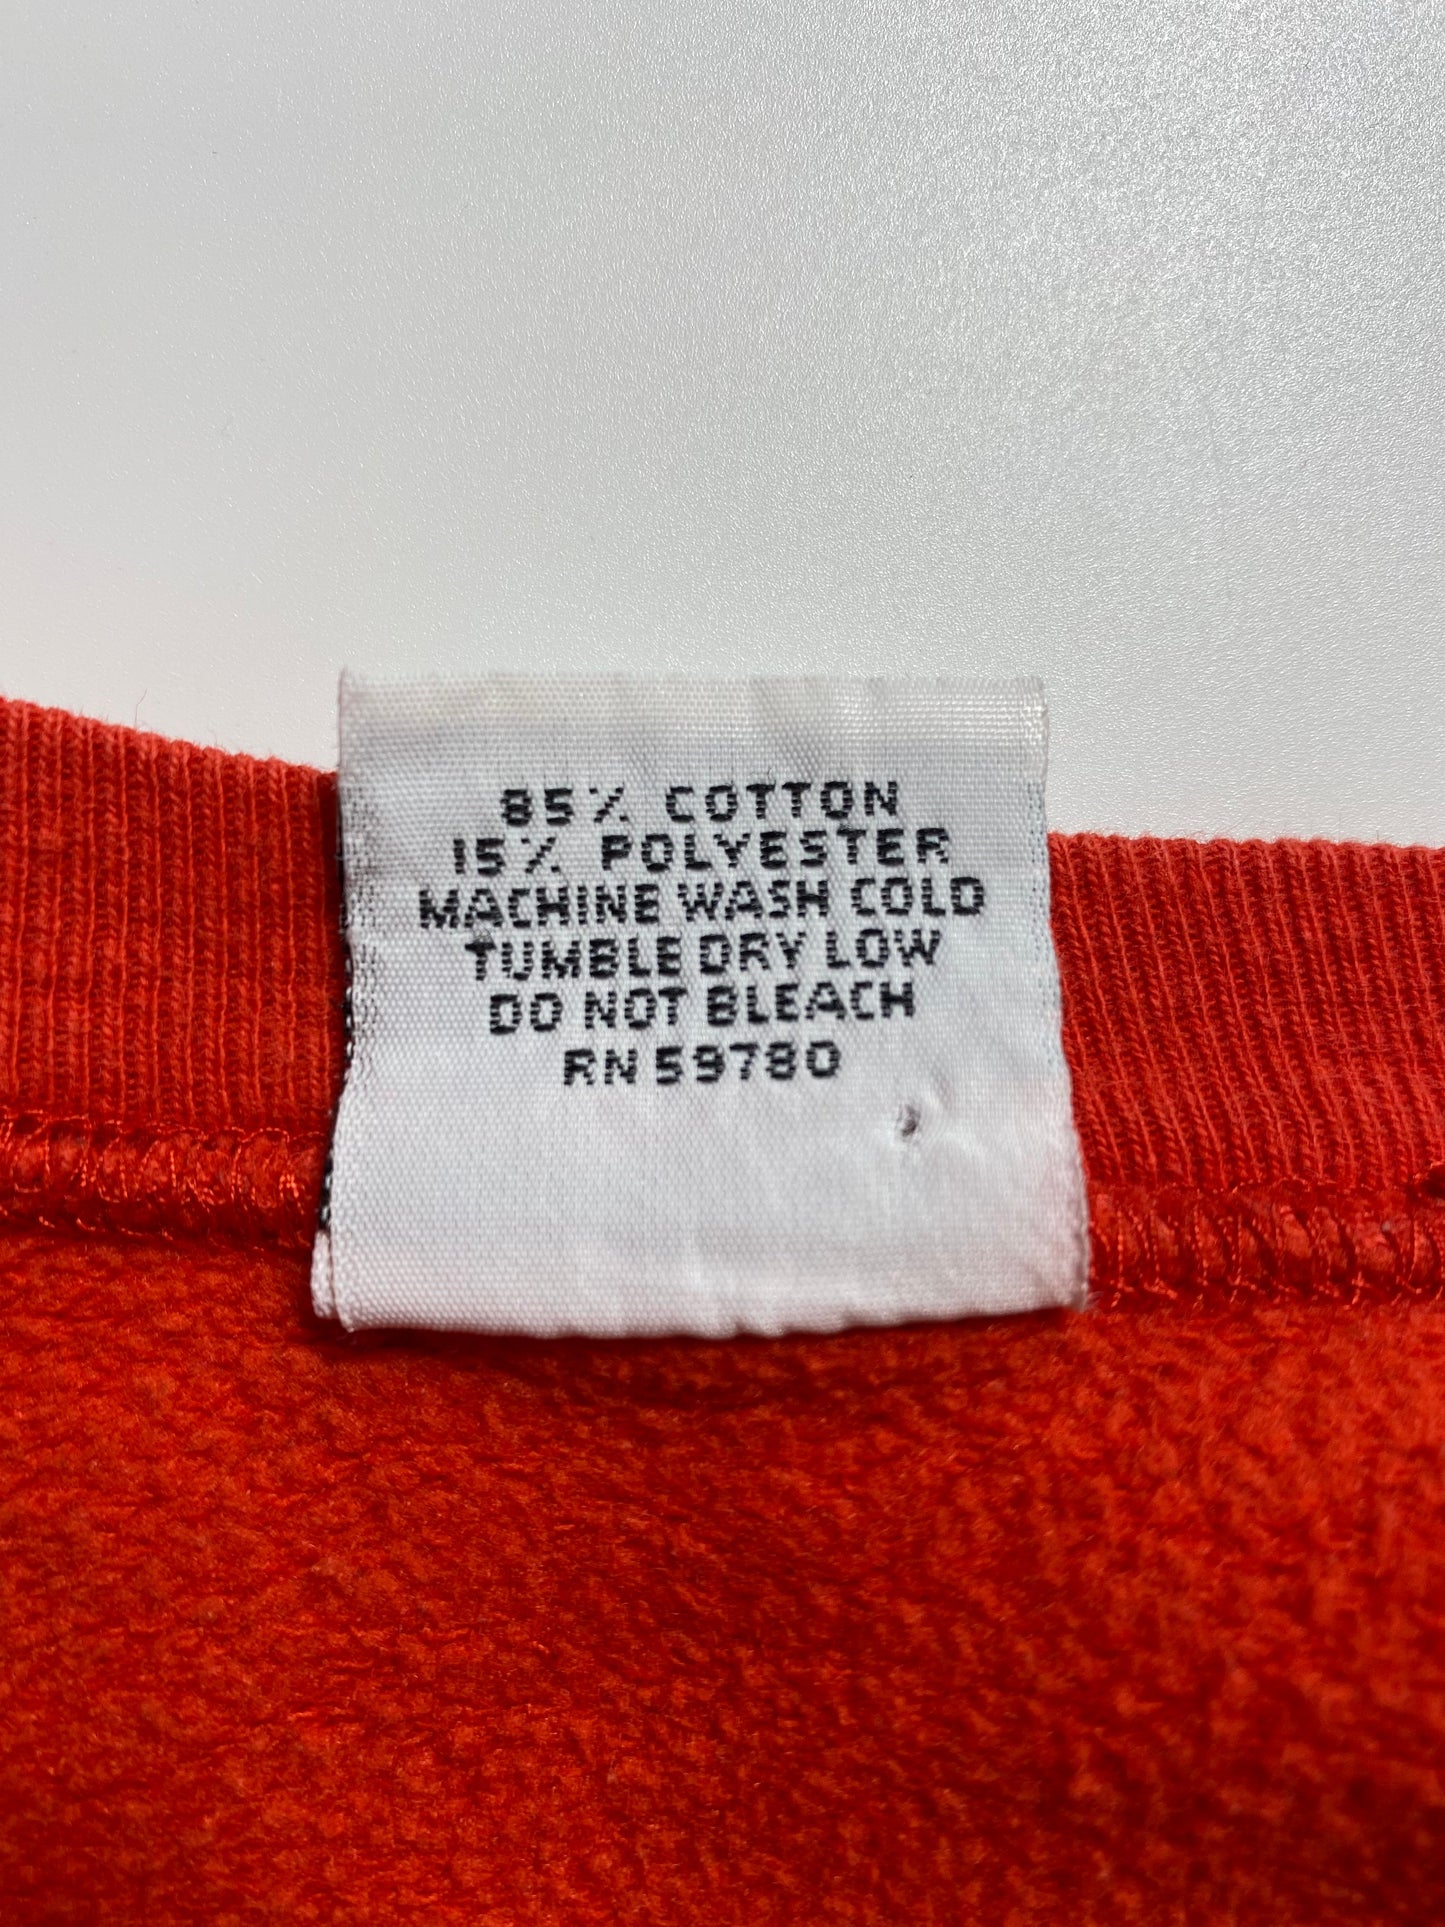 85% COTTON
15% POLYESTER
MACHINE WASH COLD
TUMBLE DRY LOW
DO NOT BLEACH
RN 59780